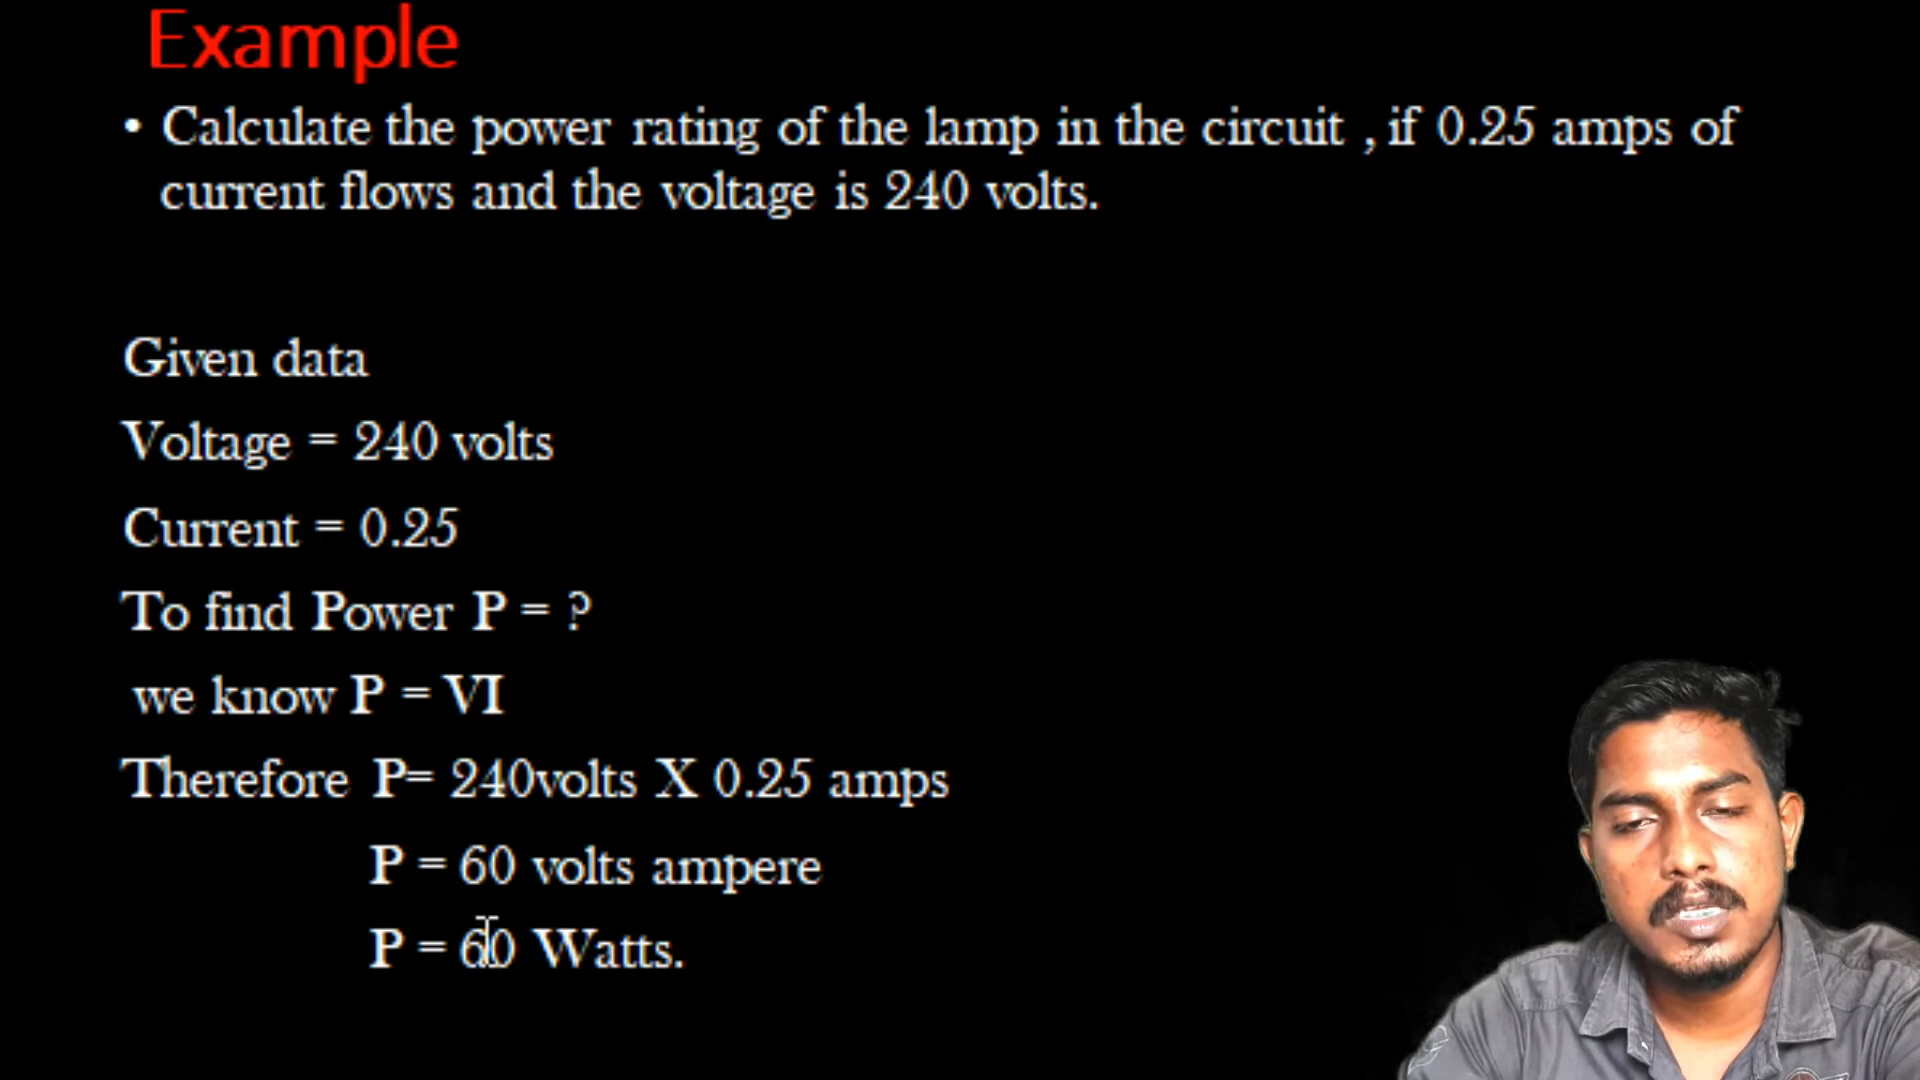 Example
• Calculate the power rating of the lamp in the circuit , if 0.25 amps of
current flows and the voltage is 240 volts.
Given data
Voltage = 240 volts
Current = 0.25
To find Power P = ?
we know P = VI
Therefore P= 240volts X 0.25 amps
P = 60 volts ampere
P = 60 Watts.